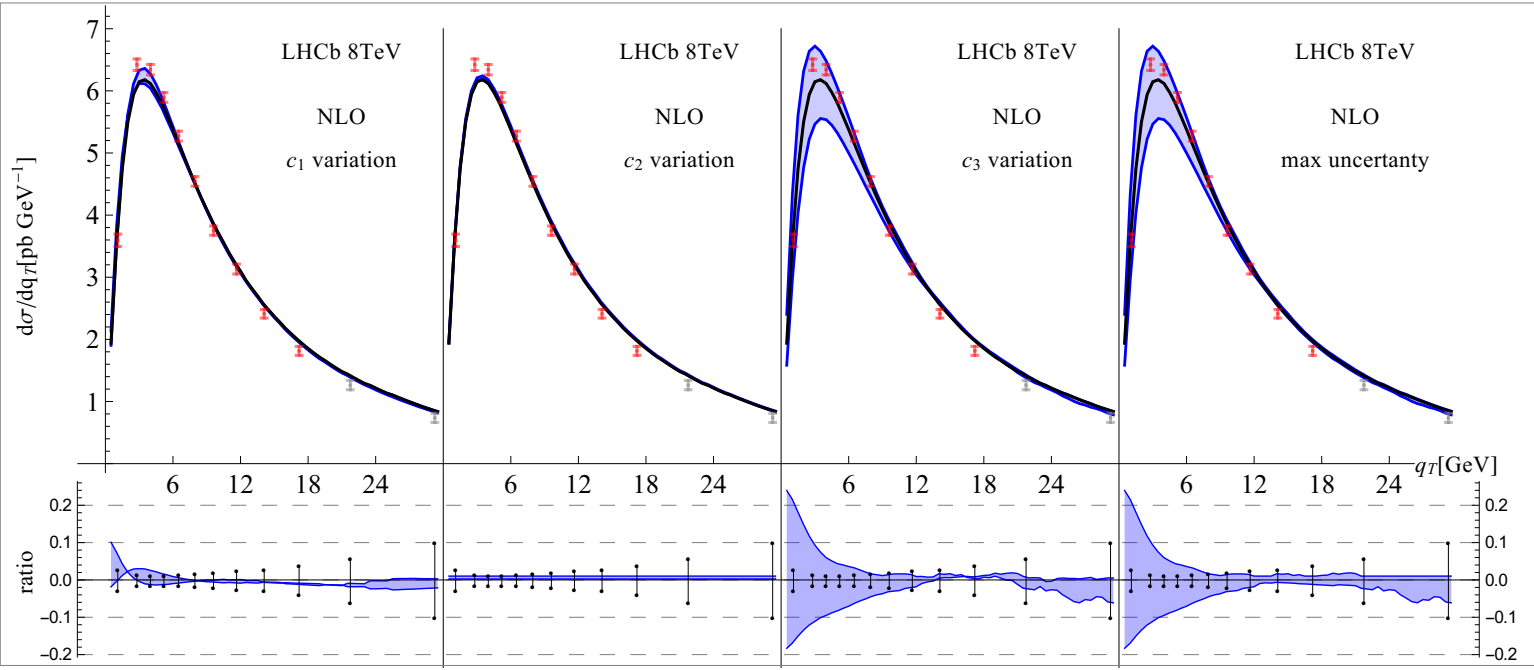 dσ/dqT[pb GeV⁻¹]
7
6
5
4
3
2
1
LHCb 8TeV
NLO
c₁ variation
LHCb 8TeV
NLO
c₂ variation
LHCb 8TeV
NLO
c₃ variation
LHCb 8TeV
NLO
max uncertanty
6 12 18 24
6 12 18 24
6 12 18 24
6 12 18 24
qT[GeV]
ratio
0.2
0.1
0.0
−0.1
−0.2
0.2
0.1
0.0
−0.1
−0.2